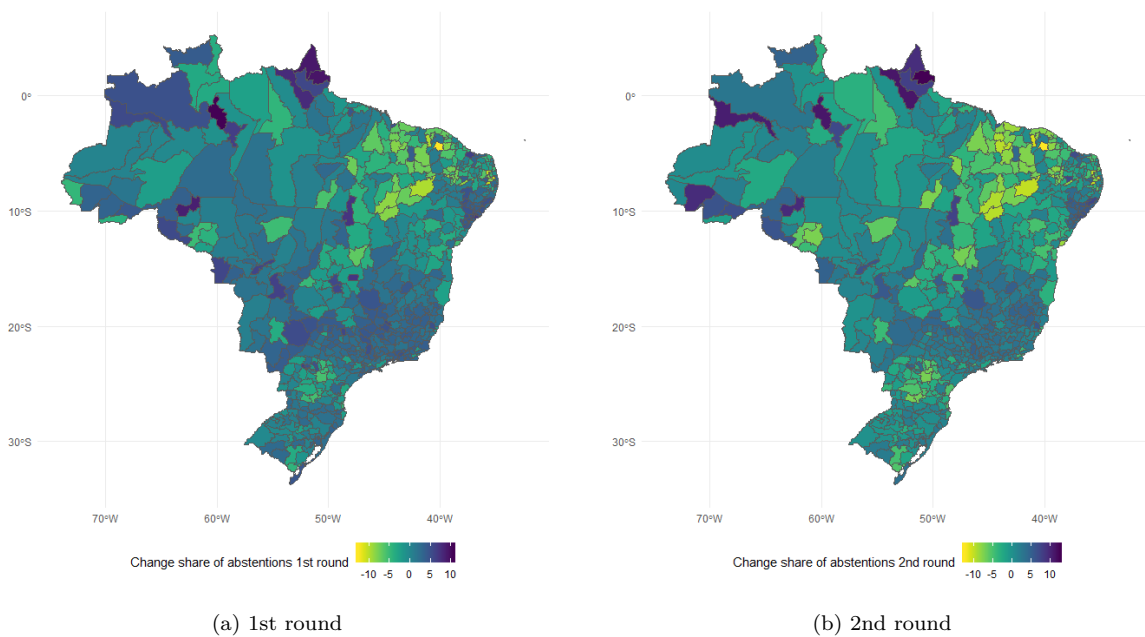 0°
10°S
20°S
30°S
70°W 60°W 50°W 40°W
Change share of abstentions 1st round
-10 -5 0 5 10
(a) 1st round
0°
10°S
20°S
30°S
70°W 60°W 50°W 40°W
Change share of abstentions 2nd round
-10 -5 0 5 10
(b) 2nd round